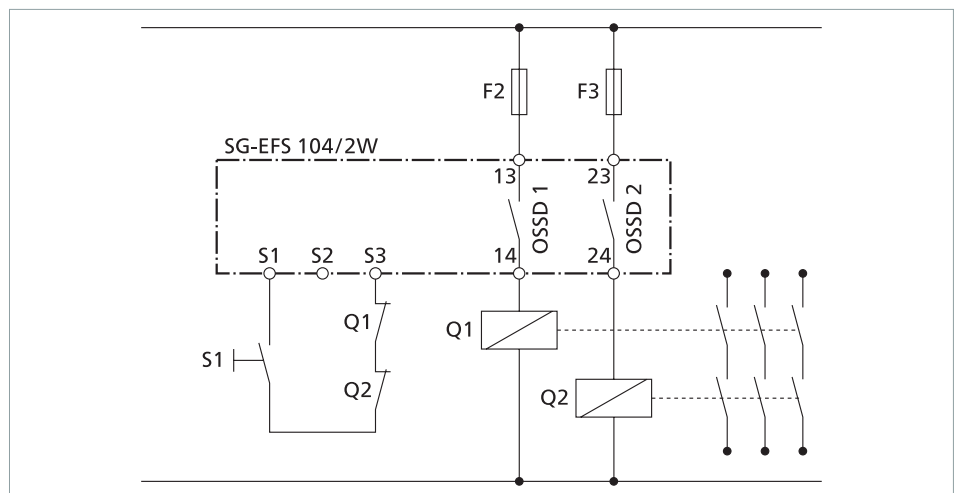 F2
F3
SG-EFS 104/2W
13
23
OSSD 1
OSSD 2
S1
S2
S3
14
24
Q1
Q1
S1
Q2
Q2